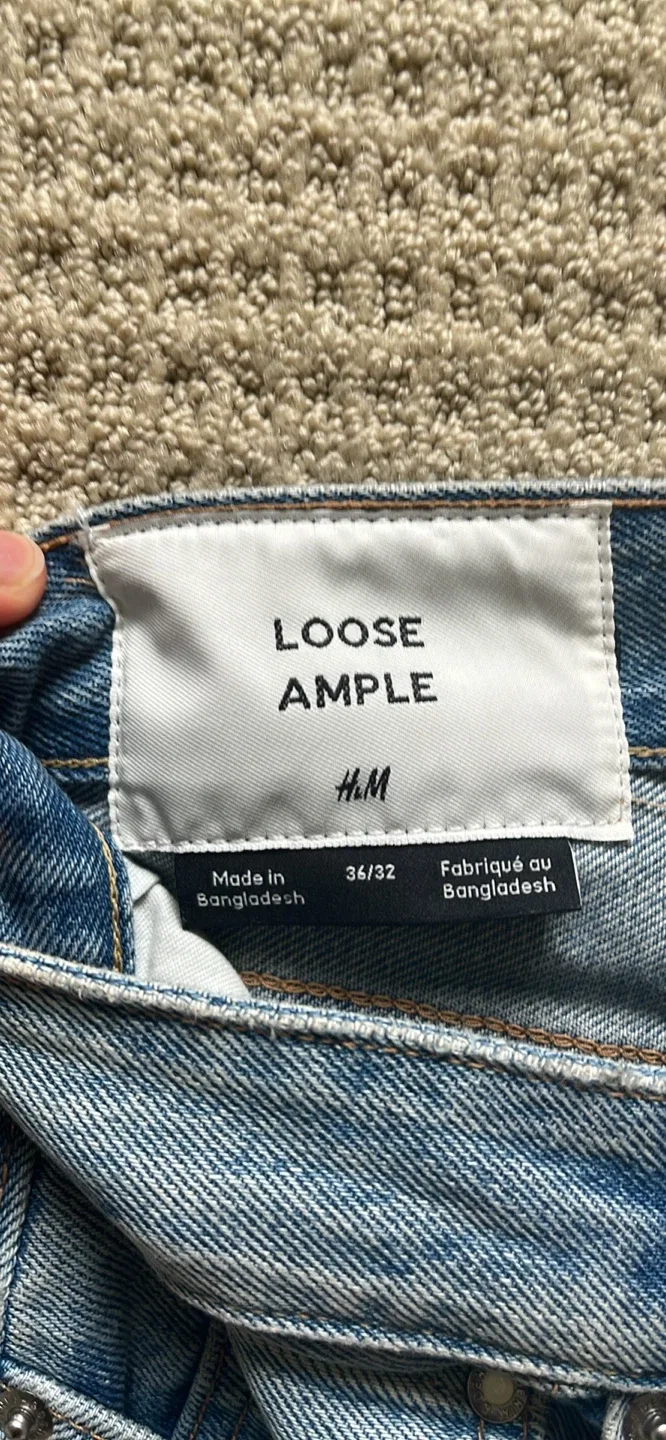 LOOSE
AMPLE
H&M
Made in
Bangladesh
36/32
Fabriqué au
Bangladesh